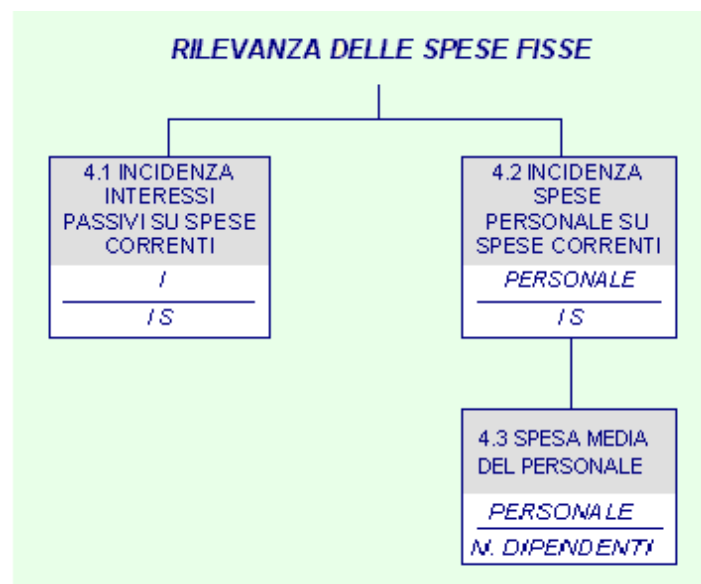 RILEVANZA DELLE SPESE FISSE
4.1 INCIDENZA
INTERESSI
PASSIVI SU SPESE
CORRENTI
I
I S
4.2 INCIDENZA
SPESE
PERSONALE SU
SPESE CORRENTI
PERSONALE
I S
4.3 SPESA MEDIA
DEL PERSONALE
PERSONALE
N. DIPENDENTI